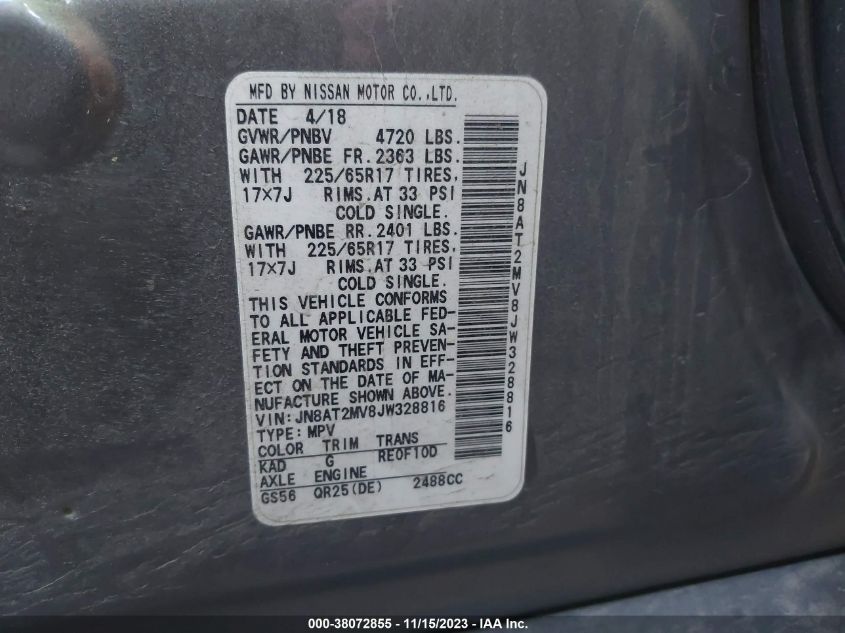 MFD BY NISSAN MOTOR CO.,LTD.
DATE 4/18
GVWR/PNBV 4720 LBS.
GAWR/PNBE FR.2363 LBS.
WITH 225/65R17 TIRES,
17×7J RIMS.AT 33 PSI
COLD SINGLE.
GAWR/PNBE RR.2401 LBS.
WITH 225/65R17 TIRES,
17×7J RIMS.AT 33 PSI
COLD SINGLE.
THIS VEHICLE CONFORMS
TO ALL APPLICABLE FED-
ERAL MOTOR VEHICLE SA-
FETY AND THEFT PREVEN-
TION STANDARDS IN EFF-
ECT ON THE DATE OF MA-
NUFACTURE SHOWN ABOVE.
VIN:JN8AT2MV8JW328816
TYPE:MPV
COLOR TRIM TRANS
KAD G RE0F10D
AXLE ENGINE
GS56 QR25(DE) 2488CC
JN8AT2MV8JW328816
000-38072855 - 11/15/2023 - IAA Inc.